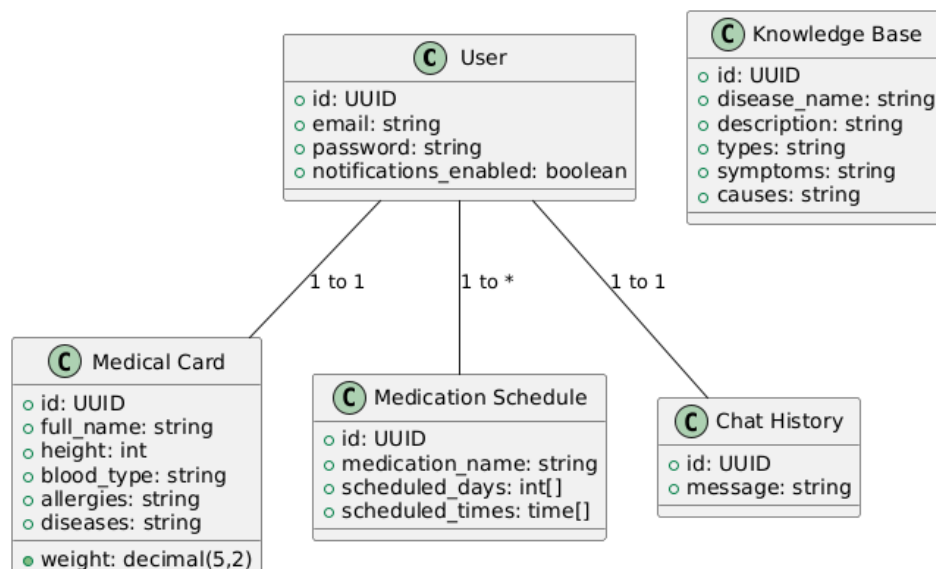 C User
id: UUID
email: string
password: string
notifications_enabled: boolean
C Knowledge Base
id: UUID
disease_name: string
description: string
types: string
symptoms: string
causes: string
1 to 1
1 to *
1 to 1
C Medical Card
id: UUID
full_name: string
height: int
blood_type: string
allergies: string
diseases: string
weight: decimal(5,2)
C Medication Schedule
id: UUID
medication_name: string
scheduled_days: int[]
scheduled_times: time[]
C Chat History
id: UUID
message: string